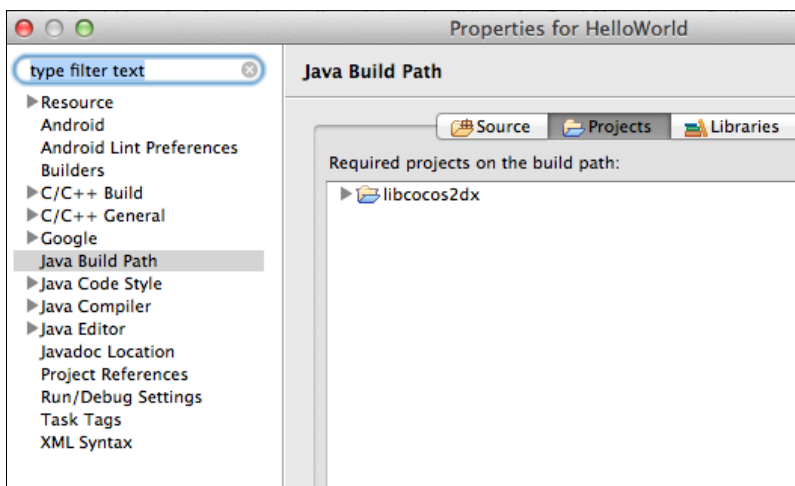 Properties for HelloWorld
type filter text
Resource
Android
Android Lint Preferences
Builders
C/C++ Build
C/C++ General
Google
Java Build Path
Java Code Style
Java Compiler
Java Editor
Javadoc Location
Project References
Run/Debug Settings
Task Tags
XML Syntax
Java Build Path
Source Projects Libraries
Required projects on the build path:
libcocos2dx